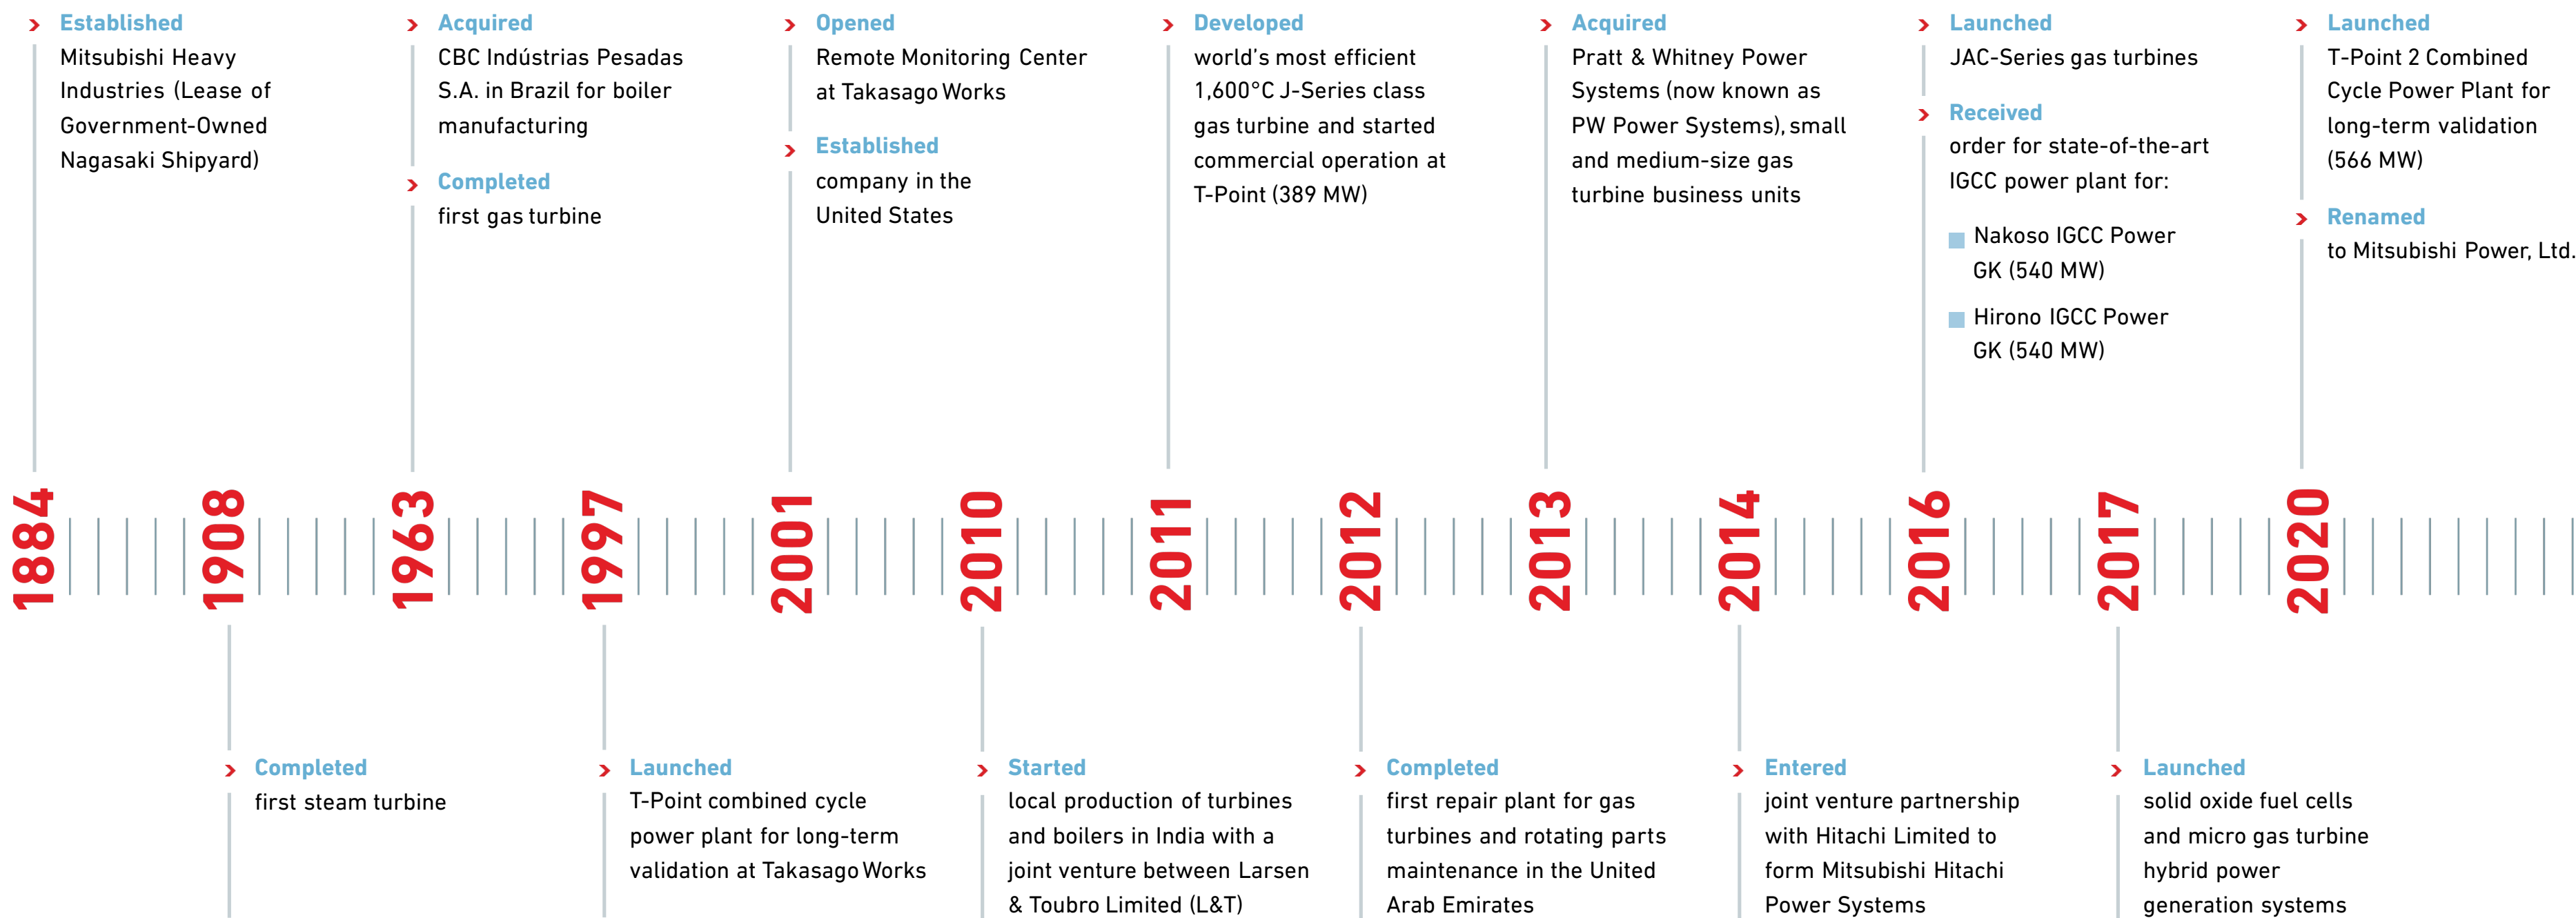 Established
Mitsubishi Heavy
Industries (Lease of
Government-Owned
Nagasaki Shipyard)
Acquired
CBC Indústrias Pesadas
S.A. in Brazil for boiler
manufacturing
Completed
first gas turbine
Opened
Remote Monitoring Center
at Takasago Works
Established
company in the
United States
Developed
world's most efficient
1,600°C J-Series class
gas turbine and started
commercial operation at
T-Point (389 MW)
Acquired
Pratt & Whitney Power
Systems (now known as
PW Power Systems), small
and medium-size gas
turbine business units
Launched
JAC-Series gas turbines
Received
order for state-of-the-art
IGCC power plant for:
Nakoso IGCC Power
GK (540 MW)
Hirono IGCC Power
GK (540 MW)
Launched
T-Point 2 Combined
Cycle Power Plant for
long-term validation
(566 MW)
Renamed
to Mitsubishi Power, Ltd.
1884
1908
1963
1997
2001
2010
2011
2012
2013
2014
2016
2017
2020
Completed
first steam turbine
Launched
T-Point combined cycle
power plant for long-term
validation at Takasago Works
Started
local production of turbines
and boilers in India with a
joint venture between Larsen
& Toubro Limited (L&T)
Completed
first repair plant for gas
turbines and rotating parts
maintenance in the United
Arab Emirates
Entered
joint venture partnership
with Hitachi Limited to
form Mitsubishi Hitachi
Power Systems
Launched
solid oxide fuel cells
and micro gas turbine
hybrid power
generation systems